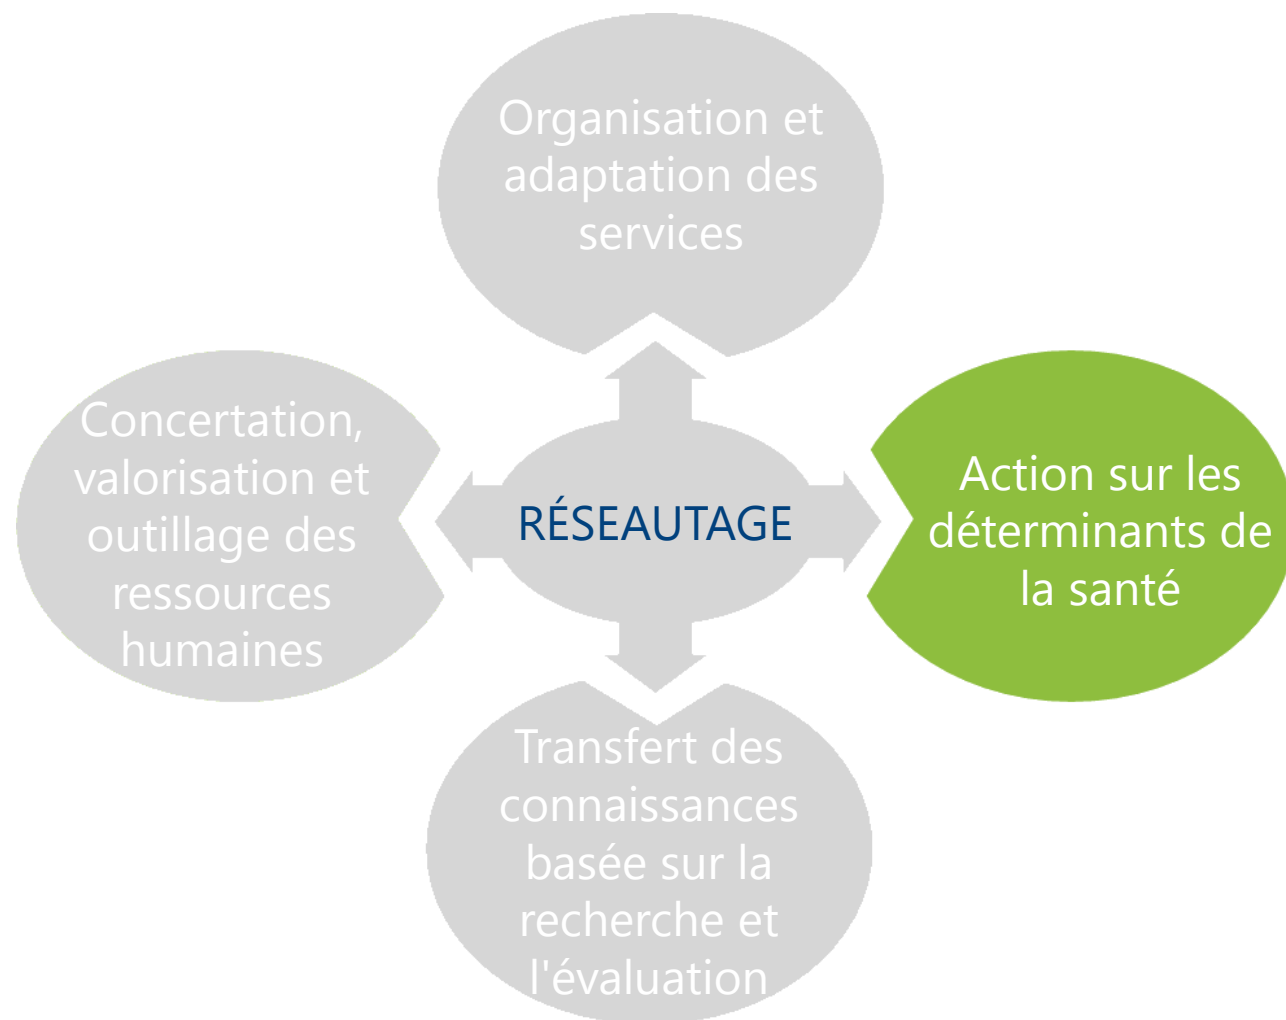 Organisation et
adaptation des
services
Concertation,
valorisation et
outillage des
ressources
humaines
RÉSEAUTAGE
Action sur les
déterminants de
la santé
Transfert des
connaissances
basée sur la
recherche et
l'évaluation